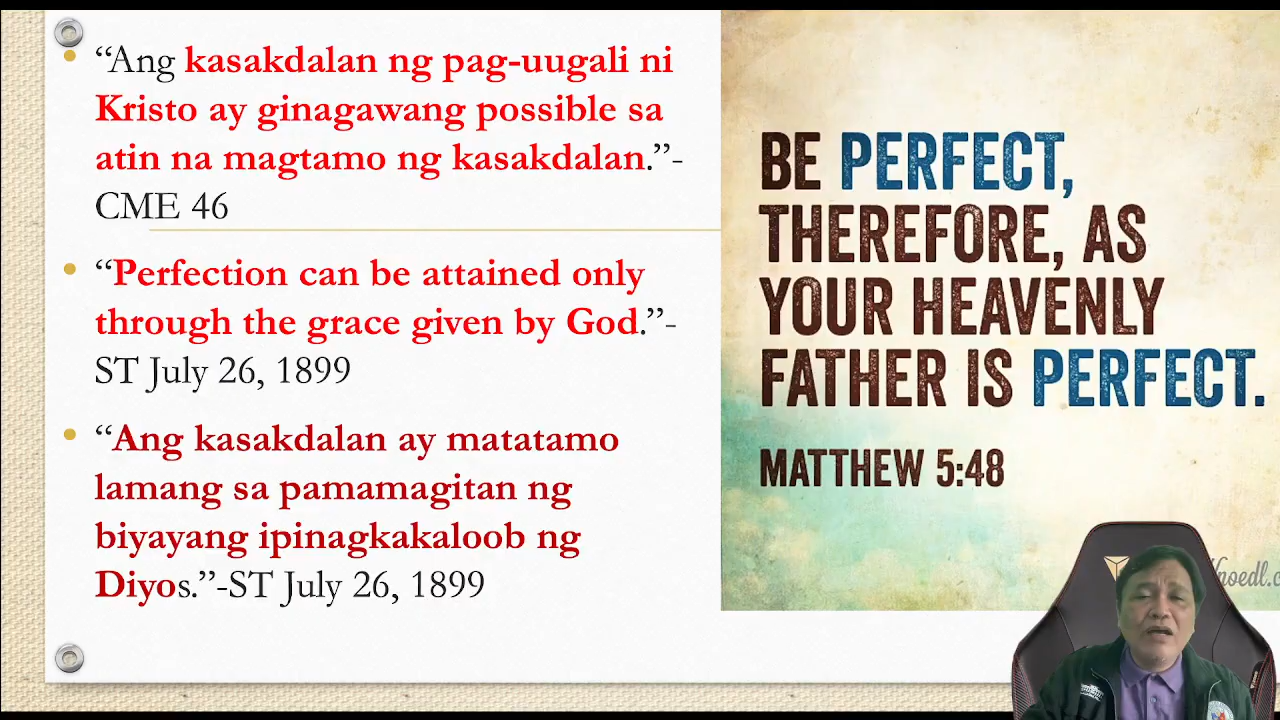 “Ang kasakdalan ng pag-uugali ni
Kristo ay ginagawang possible sa
atin na magtamo ng kasakdalan.”-
CME 46
“Perfection can be attained only
through the grace given by God.”-
ST July 26, 1899
“Ang kasakdalan ay matatamo
lamang sa pamamagitan ng
biyayang ipinagkakaloob ng
Diyos.”-ST July 26, 1899
BE PERFECT,
THEREFORE, AS
YOUR HEAVENLY
FATHER IS PERFECT.
MATTHEW 5:48